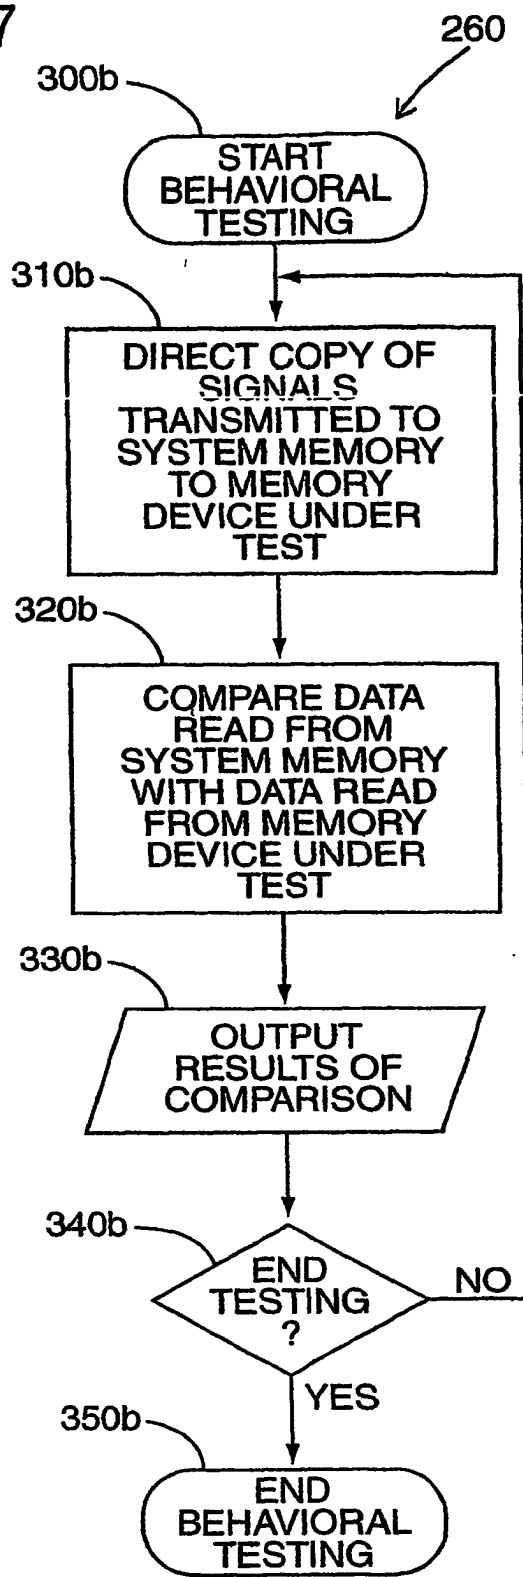 7
260
300b
START
BEHAVIORAL
TESTING
310b
DIRECT COPY OF
SIGNALS
TRANSMITTED TO
SYSTEM MEMORY
TO MEMORY
DEVICE UNDER
TEST
320b
COMPARE DATA
READ FROM
SYSTEM MEMORY
WITH DATA READ
FROM MEMORY
DEVICE UNDER
TEST
330b
OUTPUT
RESULTS OF
COMPARISON
340b
END
TESTING
?
NO
YES
350b
END
BEHAVIORAL
TESTING